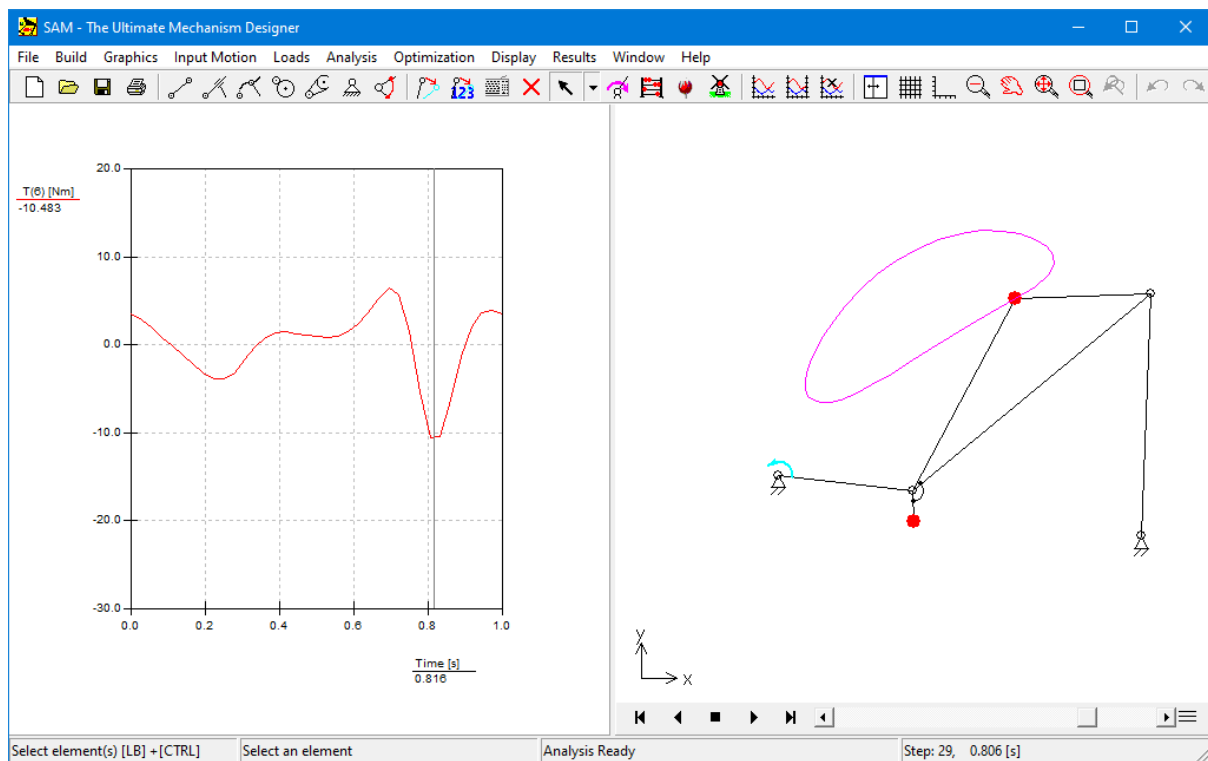 SAM - The Ultimate Mechanism Designer
File Build Graphics Input Motion Loads Analysis Optimization Display Results Window Help
123
T(6) [Nm]
-10.483
20.0
10.0
0.0
-10.0
-20.0
-30.0
0.0 0.2 0.4 0.6 0.8 1.0
Time [s]
0.816
y
x
Select element(s) [LB] +[CTRL] Select an element Analysis Ready Step: 29, 0.806 [s]